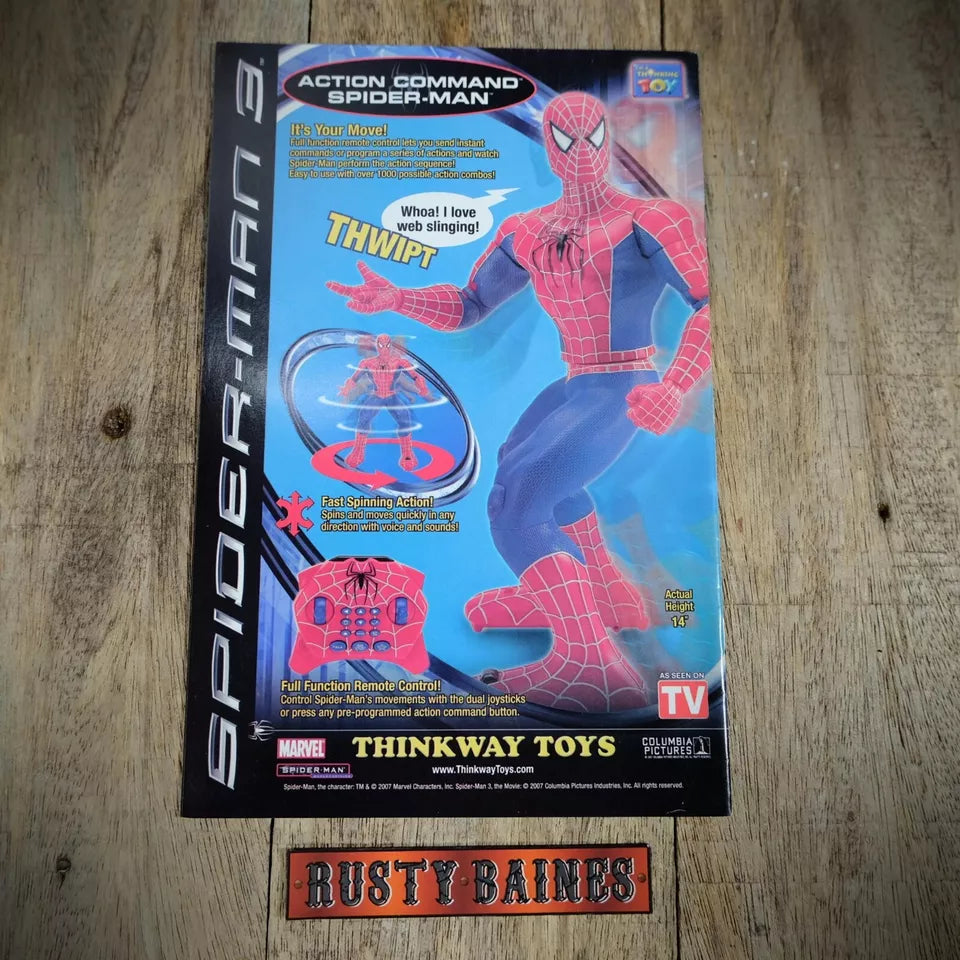 SPIDER-MAN 3™
ACTION COMMAND™
SPIDER-MAN™
IT'S A
THINKING
TOY
It's Your Move!
Full function remote control lets you send instant
commands or program a series of actions and watch
Spider-Man perform the action sequence!
Easy to use with over 1000 possible action combos!
Whoa! I love
web slinging!
THWIPT
Fast Spinning Action!
Spins and moves quickly in any
direction with voice and sounds!
Actual
Height
14"
Full Function Remote Control!
Control Spider-Man's movements with the dual joysticks
or press any pre-programmed action command button.
AS SEEN ON
TV
MARVEL
SPIDER-MAN
THINKWAY TOYS
www.ThinkwayToys.com
COLUMBIA
PICTURES
Spider-Man, the character: TM & © 2007 Marvel Characters, Inc. Spider-Man 3, the Movie: © 2007 Columbia Pictures Industries, Inc. All rights reserved.
RUSTY BAINES